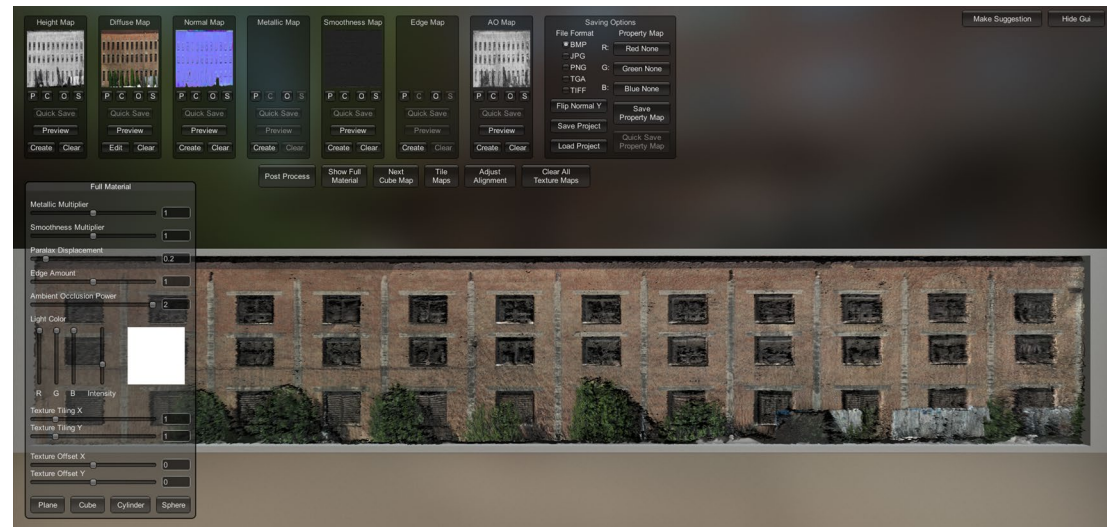 Height Map
P C O S
Quick Save
Preview
Create Clear
Diffuse Map
P C O S
Quick Save
Preview
Edit Clear
Normal Map
P C O S
Quick Save
Preview
Create Clear
Metallic Map
P C O S
Quick Save
Preview
Create Clear
Smoothness Map
P C O S
Quick Save
Preview
Create Clear
Edge Map
P C O S
Quick Save
Preview
Create Clear
AO Map
P C O S
Quick Save
Preview
Create Clear
Saving Options
File Format
BMP
JPG
PNG
TGA
TIFF
Flip Normal Y
Save Project
Load Project
Property Map
R: Red None
G: Green None
B: Blue None
Save
Property Map
Quick Save
Property Map
Make Suggestion
Hide Gui
Post Process
Show Full
Material
Next
Cube Map
Tile
Maps
Adjust
Alignment
Clear All
Texture Maps
Full Material
Metallic Multiplier
1
Smoothness Multiplier
1
Paralax Displacement
0.2
Edge Amount
1
Ambient Occlusion Power
2
Light Color
R G B Intensity
Texture Tiling X
1
Texture Tiling Y
1
Texture Offset X
0
Texture Offset Y
0
Plane Cube Cylinder Sphere